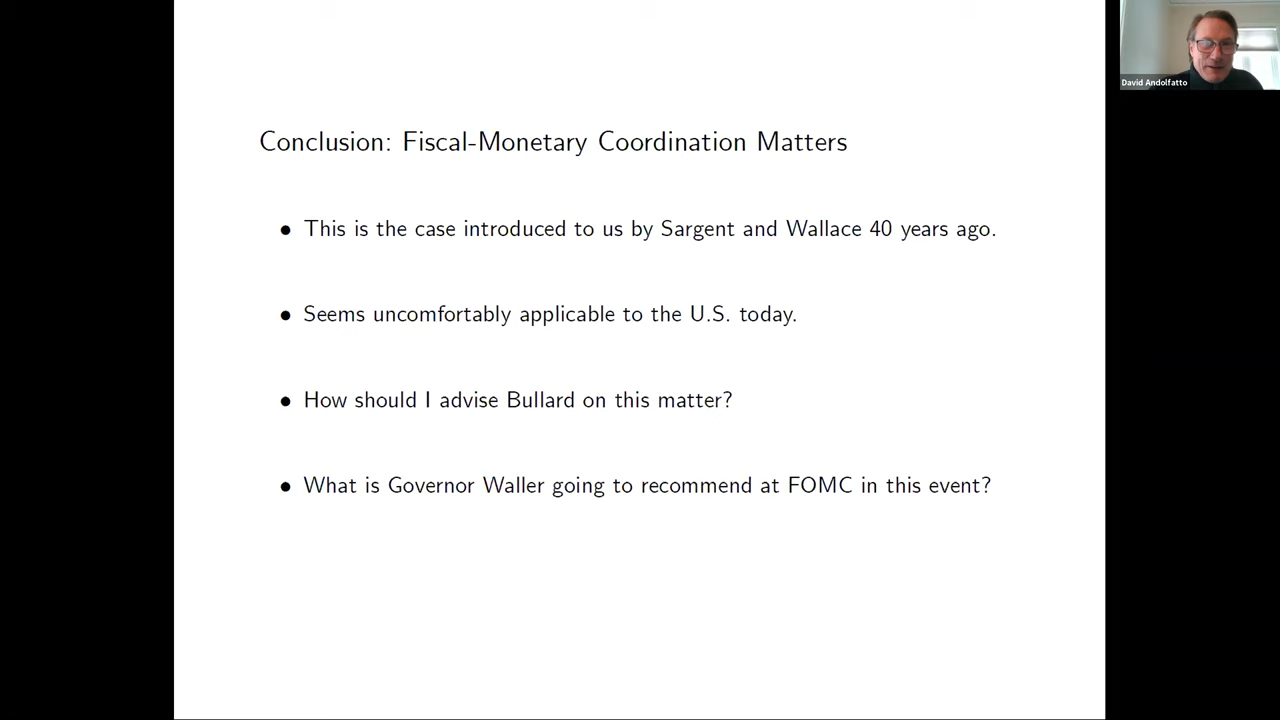 David Andolfatto
Conclusion: Fiscal-Monetary Coordination Matters
• This is the case introduced to us by Sargent and Wallace 40 years ago.
• Seems uncomfortably applicable to the U.S. today.
• How should I advise Bullard on this matter?
• What is Governor Waller going to recommend at FOMC in this event?